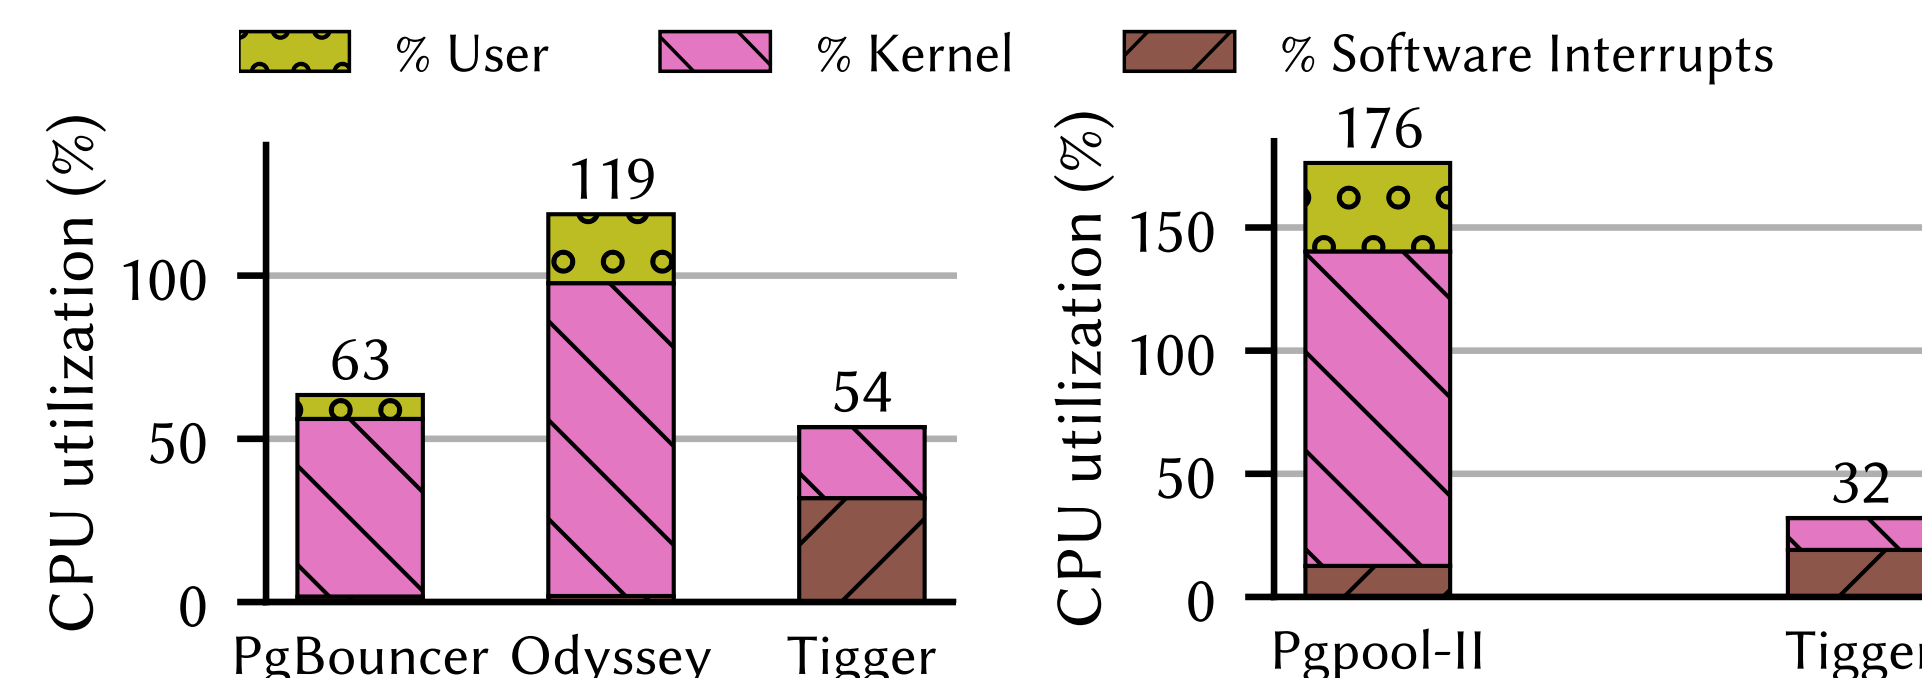 % User
% Kernel
% Software Interrupts
CPU utilization (%)
100
50
0
63
119
54
PgBouncer
Odyssey
Tigger
CPU utilization (%)
150
100
50
0
176
32
Pgpool-II
Tigger